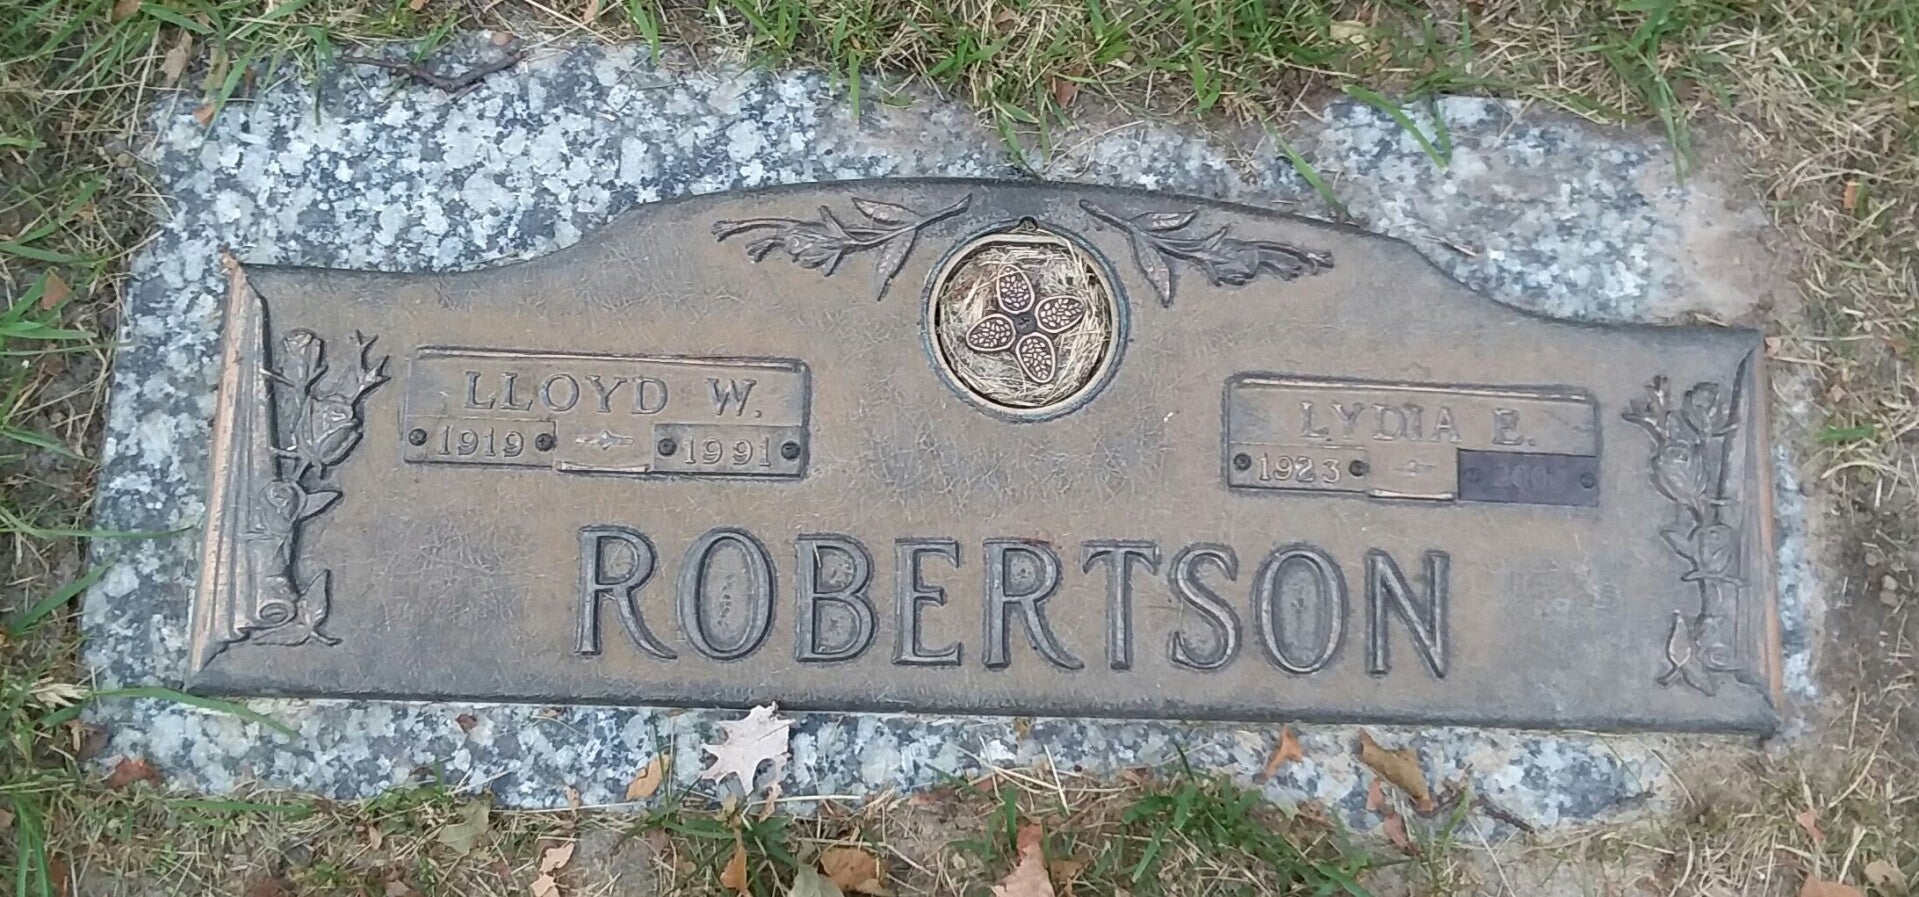 LLOYD W.
1919 1991
LYDIA E.
1923
ROBERTSON